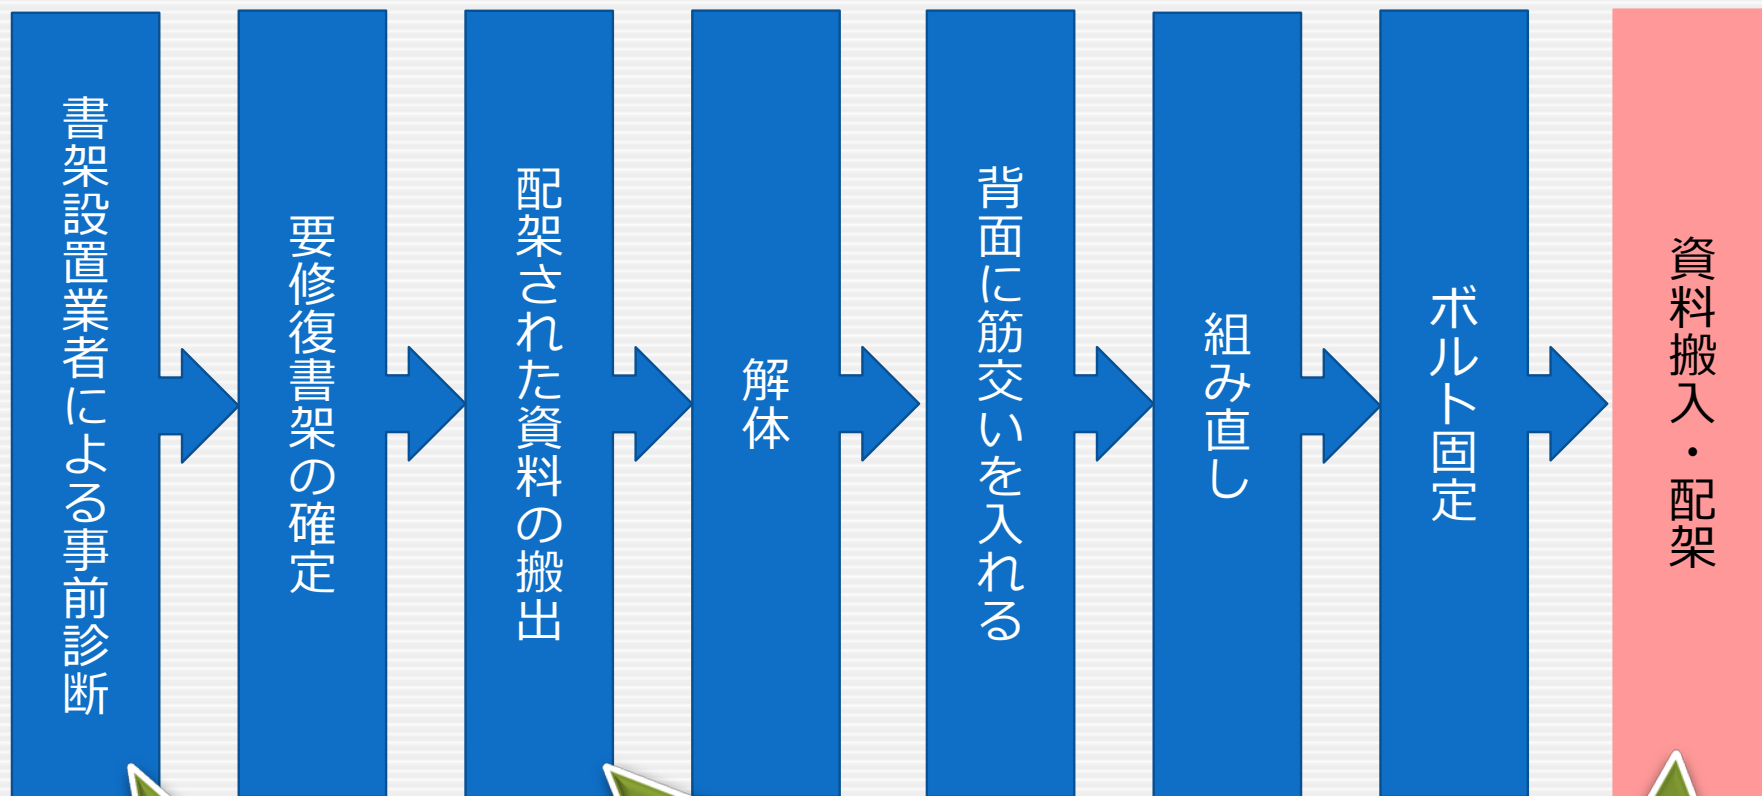 書架設置業者による事前診断
要修復書架の確定
配架された資料の搬出
解体
背面に筋交いを入れる
組み直し
ボルト固定
資料搬入・配架